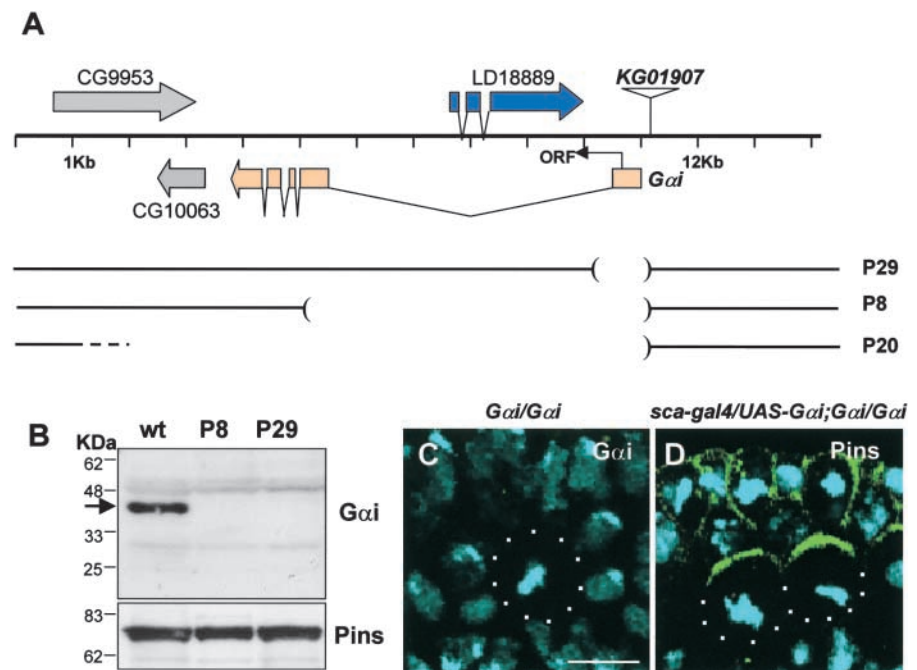 A
CG9953
LD18889
KG01907
1Kb
ORF
12Kb
Gαi
CG10063
P29
P8
P20
B
KDa
wt
P8
P29
62
48
33
25
Gαi
83
62
Pins
Gαi/Gαi
C
Gαi
sca-gal4/UAS-Gαi;Gαi/Gαi
D
Pins